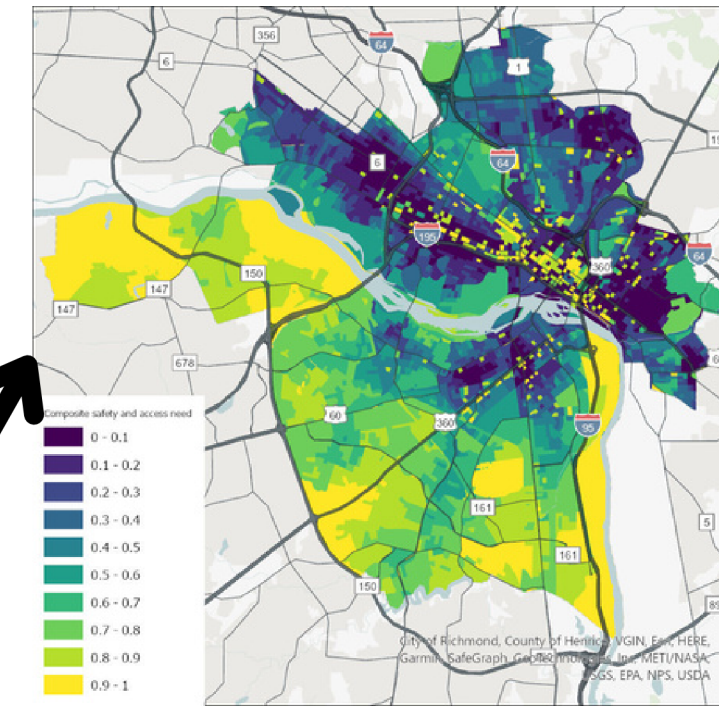 356
64
6
1
15
6
64
195
64
360
150
147
147
6
678
60
360
95
161
5
161
150
89
Composite safety and access need
0 - 0.1
0.1 - 0.2
0.2 - 0.3
0.3 - 0.4
0.4 - 0.5
0.5 - 0.6
0.6 - 0.7
0.7 - 0.8
0.8 - 0.9
0.9 - 1
City of Richmond, County of Henrico, VGIN, Esri, HERE,
Garmin, SafeGraph, GeoTechnologies, Inc, METI/NASA,
USGS, EPA, NPS, USDA